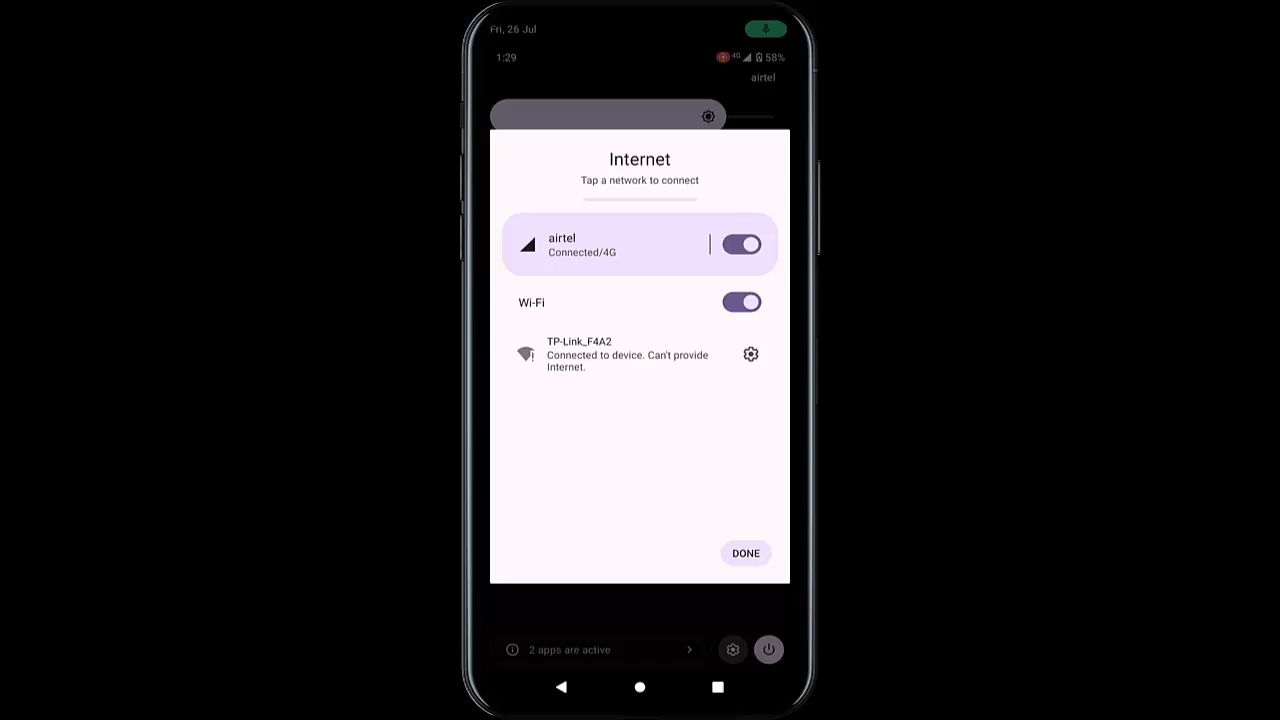 Fri, 26 Jul
1:29
4G
58%
airtel
Internet
Tap a network to connect
airtel
Connected/4G
Wi-Fi
TP-Link_F4A2
Connected to device. Can't provide
Internet.
DONE
2 apps are active